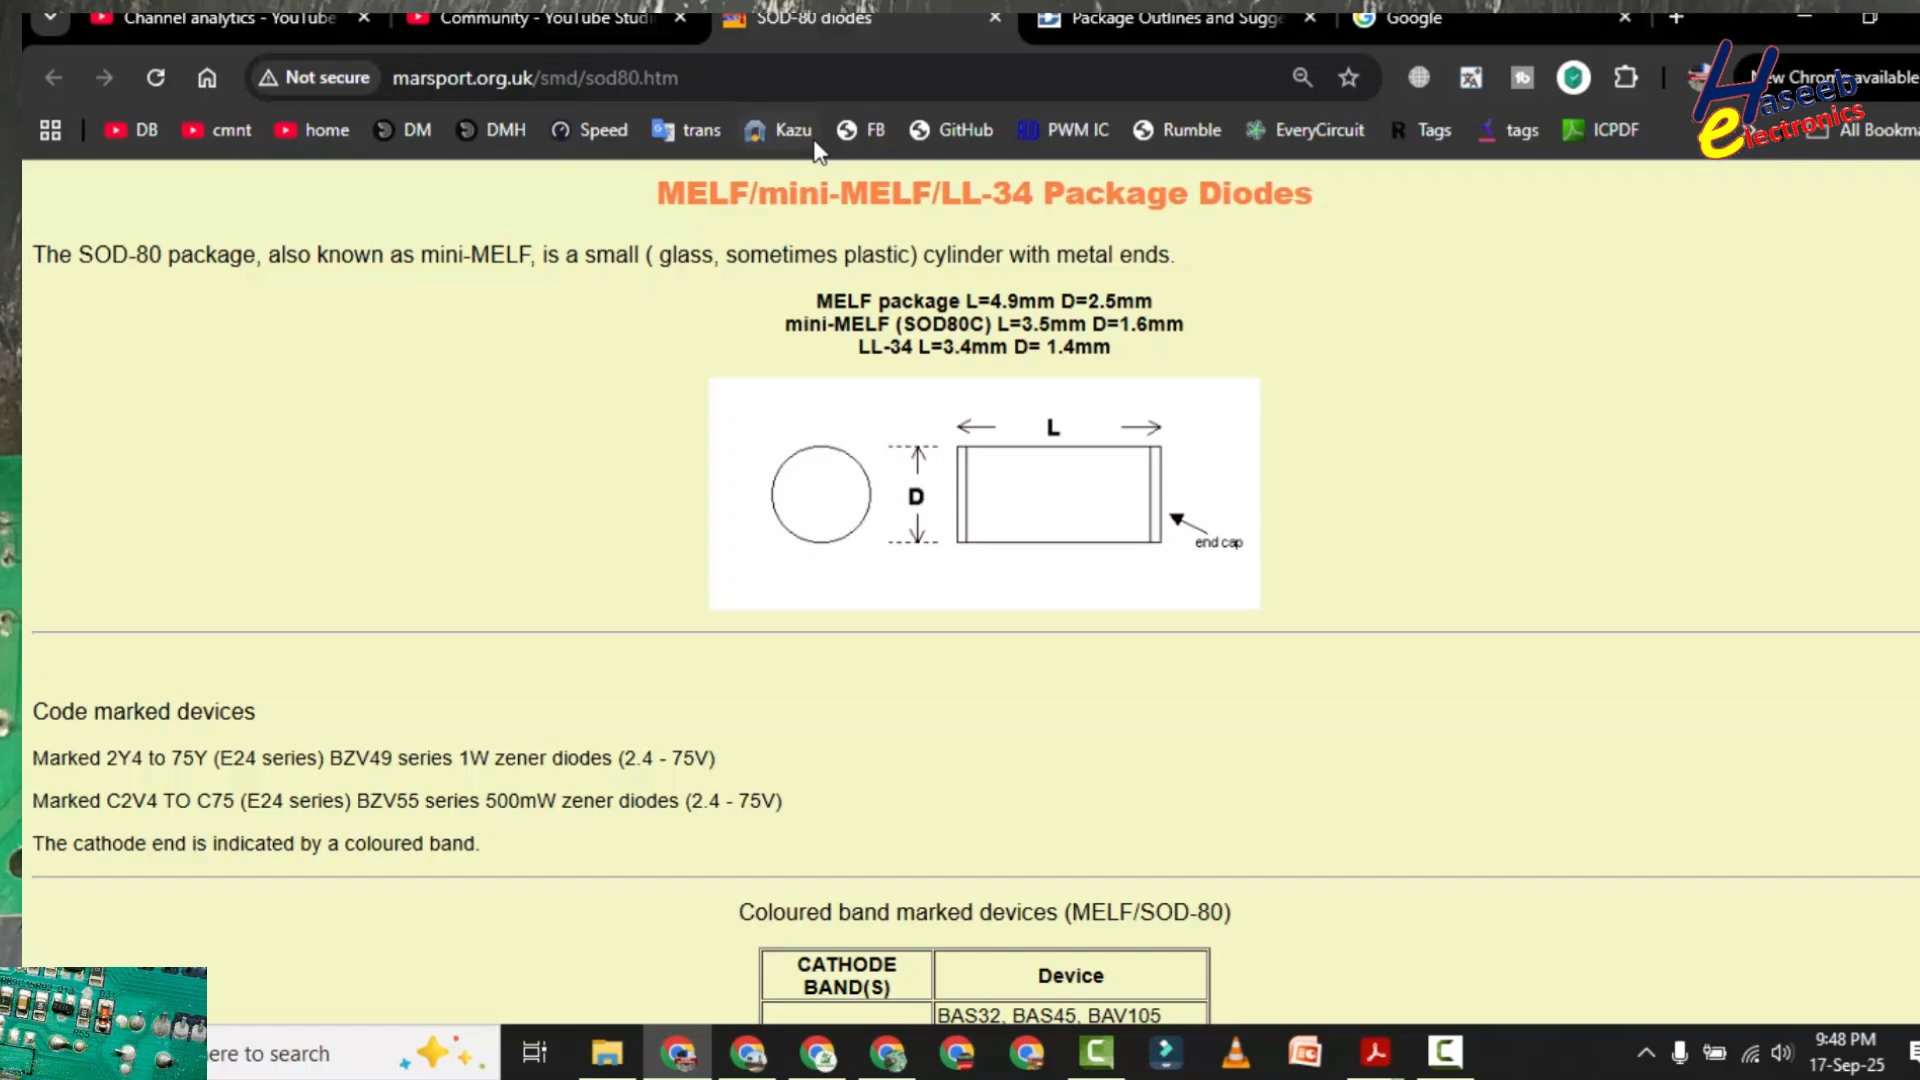 Channel analytics - YouTube
Community - YouTube Studi
SOD-80 diodes
Package Outlines and Sugge
Google
Not secure
marsport.org.uk/smd/sod80.htm
New Chrome available
Haseeb
electronics
DB
cmnt
home
DM
DMH
Speed
trans
Kazu
FB
GitHub
PWM IC
Rumble
EveryCircuit
Tags
tags
ICPDF
All Bookma
MELF/mini-MELF/LL-34 Package Diodes
The SOD-80 package, also known as mini-MELF, is a small ( glass, sometimes plastic) cylinder with metal ends.
MELF package L=4.9mm D=2.5mm
mini-MELF (SOD80C) L=3.5mm D=1.6mm
LL-34 L=3.4mm D= 1.4mm
L
D
end cap
Code marked devices
Marked 2Y4 to 75Y (E24 series) BZV49 series 1W zener diodes (2.4 - 75V)
Marked C2V4 TO C75 (E24 series) BZV55 series 500mW zener diodes (2.4 - 75V)
The cathode end is indicated by a coloured band.
Coloured band marked devices (MELF/SOD-80)
CATHODE
BAND(S)
Device
BAS32, BAS45, BAV105
ere to search
9:48 PM
17-Sep-25